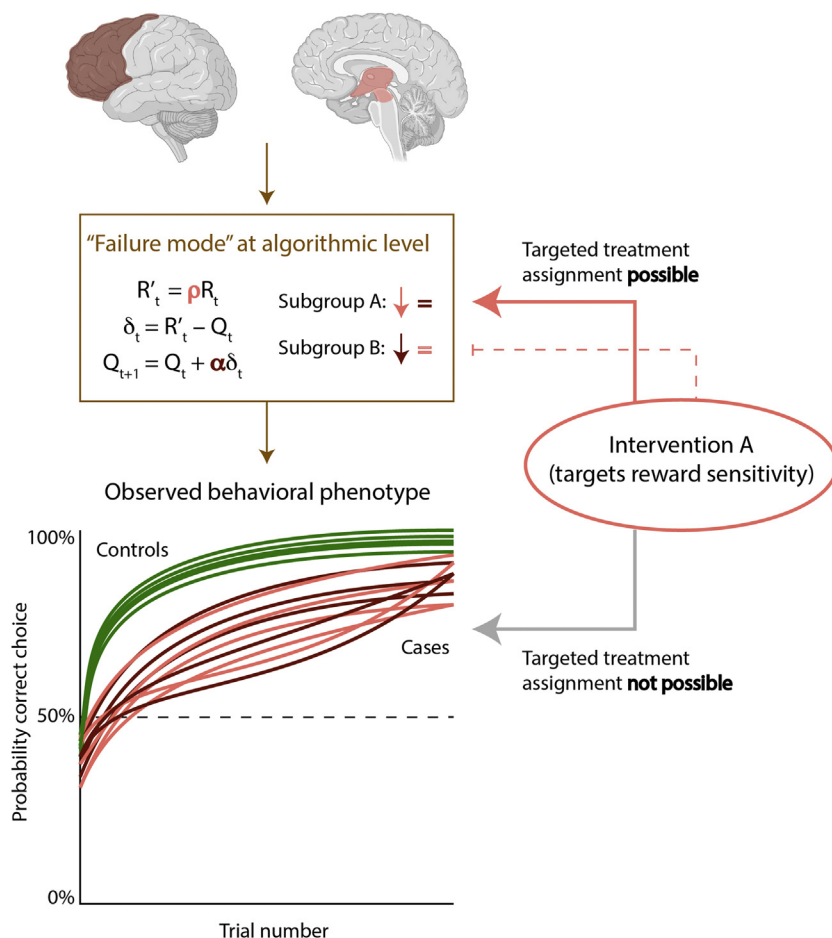 “Failure mode” at algorithmic level
R′ₜ = ρRₜ
δₜ = R′ₜ – Qₜ
Qₜ₊₁ = Qₜ + αδₜ
Subgroup A: ↓ =
Subgroup B: ↓ =
Targeted treatment
assignment possible
Intervention A
(targets reward sensitivity)
Targeted treatment
assignment not possible
Observed behavioral phenotype
100%
Controls
Cases
50%
0%
Probability correct choice
Trial number